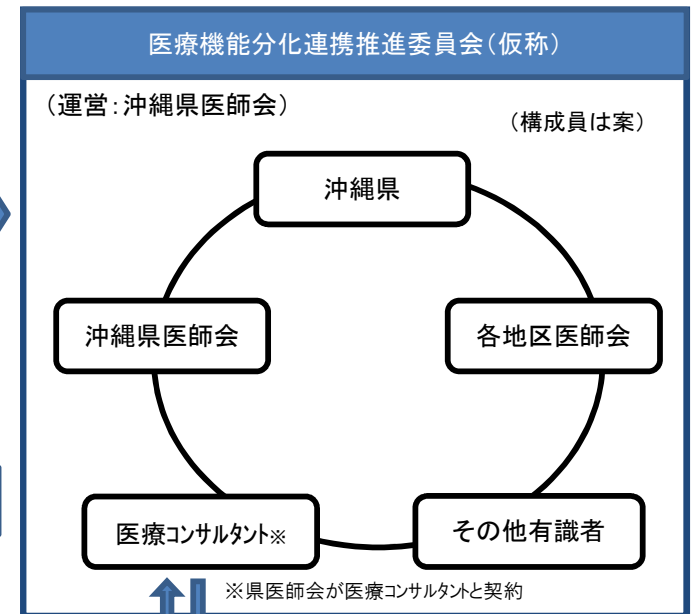 医療機能分化連携推進委員会（仮称）
（運営：沖縄県医師会）
（構成員は案）
沖縄県
沖縄県医師会
各地区医師会
医療コンサルタント※
その他有識者
※県医師会が医療コンサルタントと契約